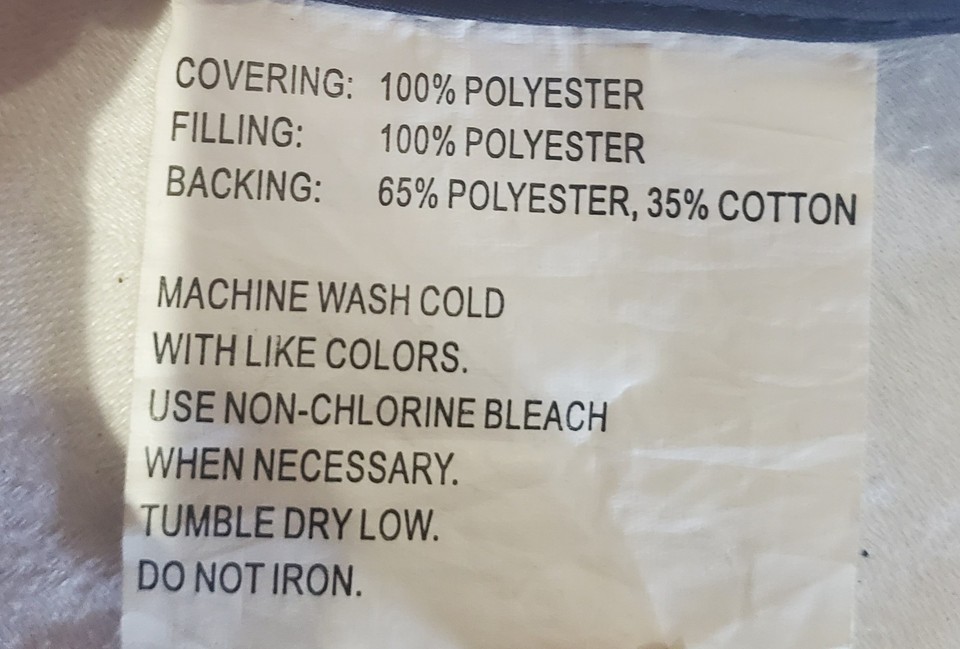 COVERING: 100% POLYESTER
FILLING: 100% POLYESTER
BACKING: 65% POLYESTER, 35% COTTON
MACHINE WASH COLD
WITH LIKE COLORS.
USE NON-CHLORINE BLEACH
WHEN NECESSARY.
TUMBLE DRY LOW.
DO NOT IRON.